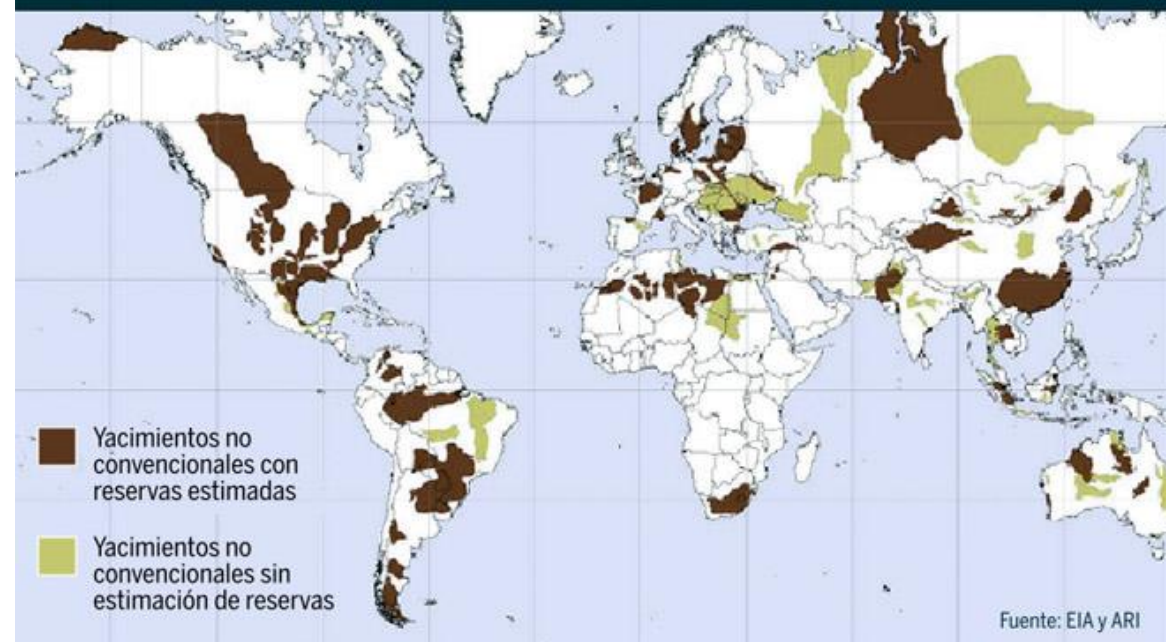 Yacimientos no
convencionales con
reservas estimadas
Yacimientos no
convencionales sin
estimación de reservas
Fuente: EIA y ARI